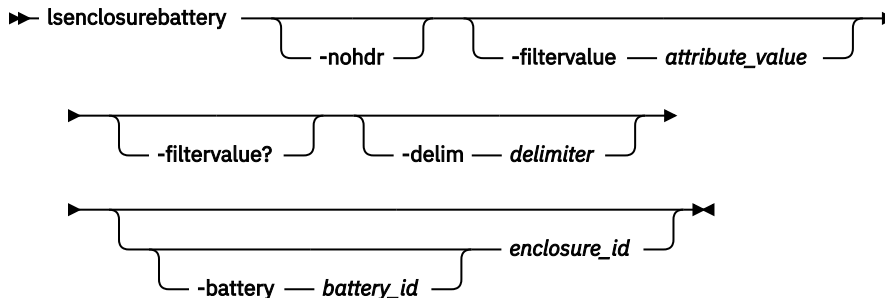 lsenclosurebattery
-nohdr -filtervalue attribute_value
-filtervalue? -delim delimiter
enclosure_id
-battery battery_id